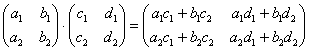 (a₁ b₁) · (c₁ d₁) = (a₁c₁ + b₁c₂ a₁d₁ + b₁d₂)
(a₂ b₂) (c₂ d₂) (a₂c₁ + b₂c₂ a₂d₁ + b₂d₂)